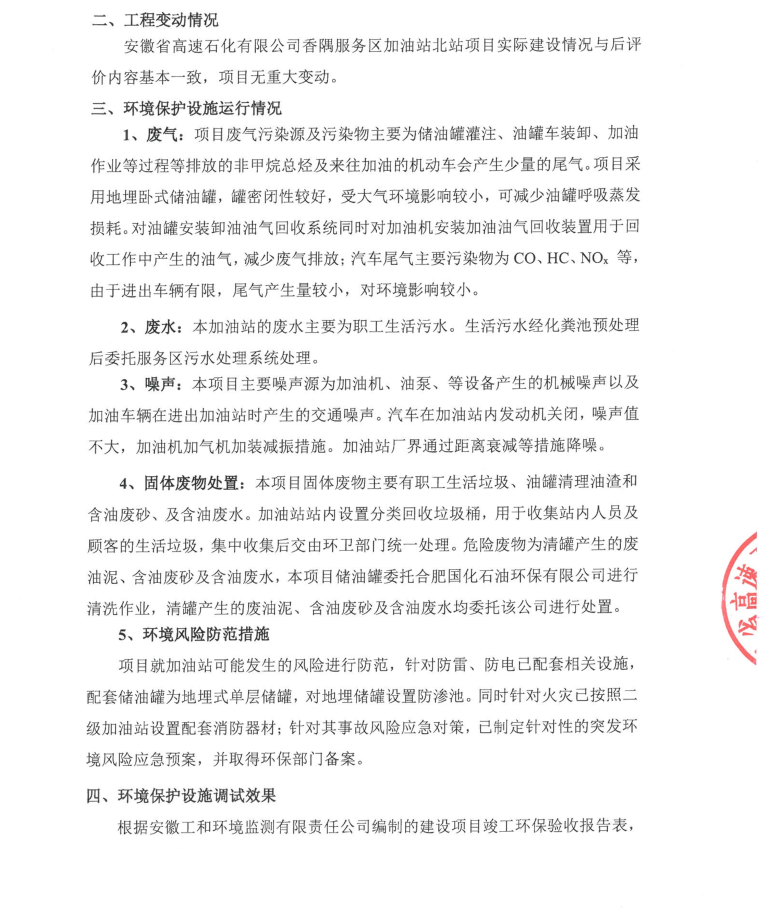 二、工程变动情况
安徽省高速石化有限公司香隅服务区加油站北站项目实际建设情况与后评
价内容基本一致，项目无重大变动。
三、环境保护设施运行情况
1、废气：项目废气污染源及污染物主要为储油罐灌注、油罐车装卸、加油
作业等过程等排放的非甲烷总烃及来往加油的机动车会产生少量的尾气。项目采
用地埋卧式储油罐，罐密闭性较好，受大气环境影响较小，可减少油罐呼吸蒸发
损耗。对油罐安装卸油油气回收系统同时对加油机安装加油油气回收装置用于回
收工作中产生的油气，减少废气排放；汽车尾气主要污染物为 CO、HC、NOₓ 等，
由于进出车辆有限，尾气产生量较小，对环境影响较小。
2、废水：本加油站的废水主要为职工生活污水。生活污水经化粪池预处理
后委托服务区污水处理系统处理。
3、噪声：本项目主要噪声源为加油机、油泵、等设备产生的机械噪声以及
加油车辆在进出加油站时产生的交通噪声。汽车在加油站内发动机关闭，噪声值
不大，加油机加气机加装减振措施。加油站厂界通过距离衰减等措施降噪。
4、固体废物处置：本项目固体废物主要有职工生活垃圾、油罐清理油渣和
含油废砂、及含油废水。加油站站内设置分类回收垃圾桶，用于收集站内人员及
顾客的生活垃圾，集中收集后交由环卫部门统一处理。危险废物为清罐产生的废
油泥、含油废砂及含油废水，本项目储油罐委托合肥国化石油环保有限公司进行
清洗作业，清罐产生的废油泥、含油废砂及含油废水均委托该公司进行处置。
5、环境风险防范措施
项目就加油站可能发生的风险进行防范，针对防雷、防电已配套相关设施，
配套储油罐为地埋式单层储罐，对地埋储罐设置防渗池。同时针对火灾已按照二
级加油站设置配套消防器材；针对其事故风险应急对策，已制定针对性的突发环
境风险应急预案，并取得环保部门备案。
四、环境保护设施调试效果
根据安徽工和环境监测有限责任公司编制的建设项目竣工环保验收报告表，
高速